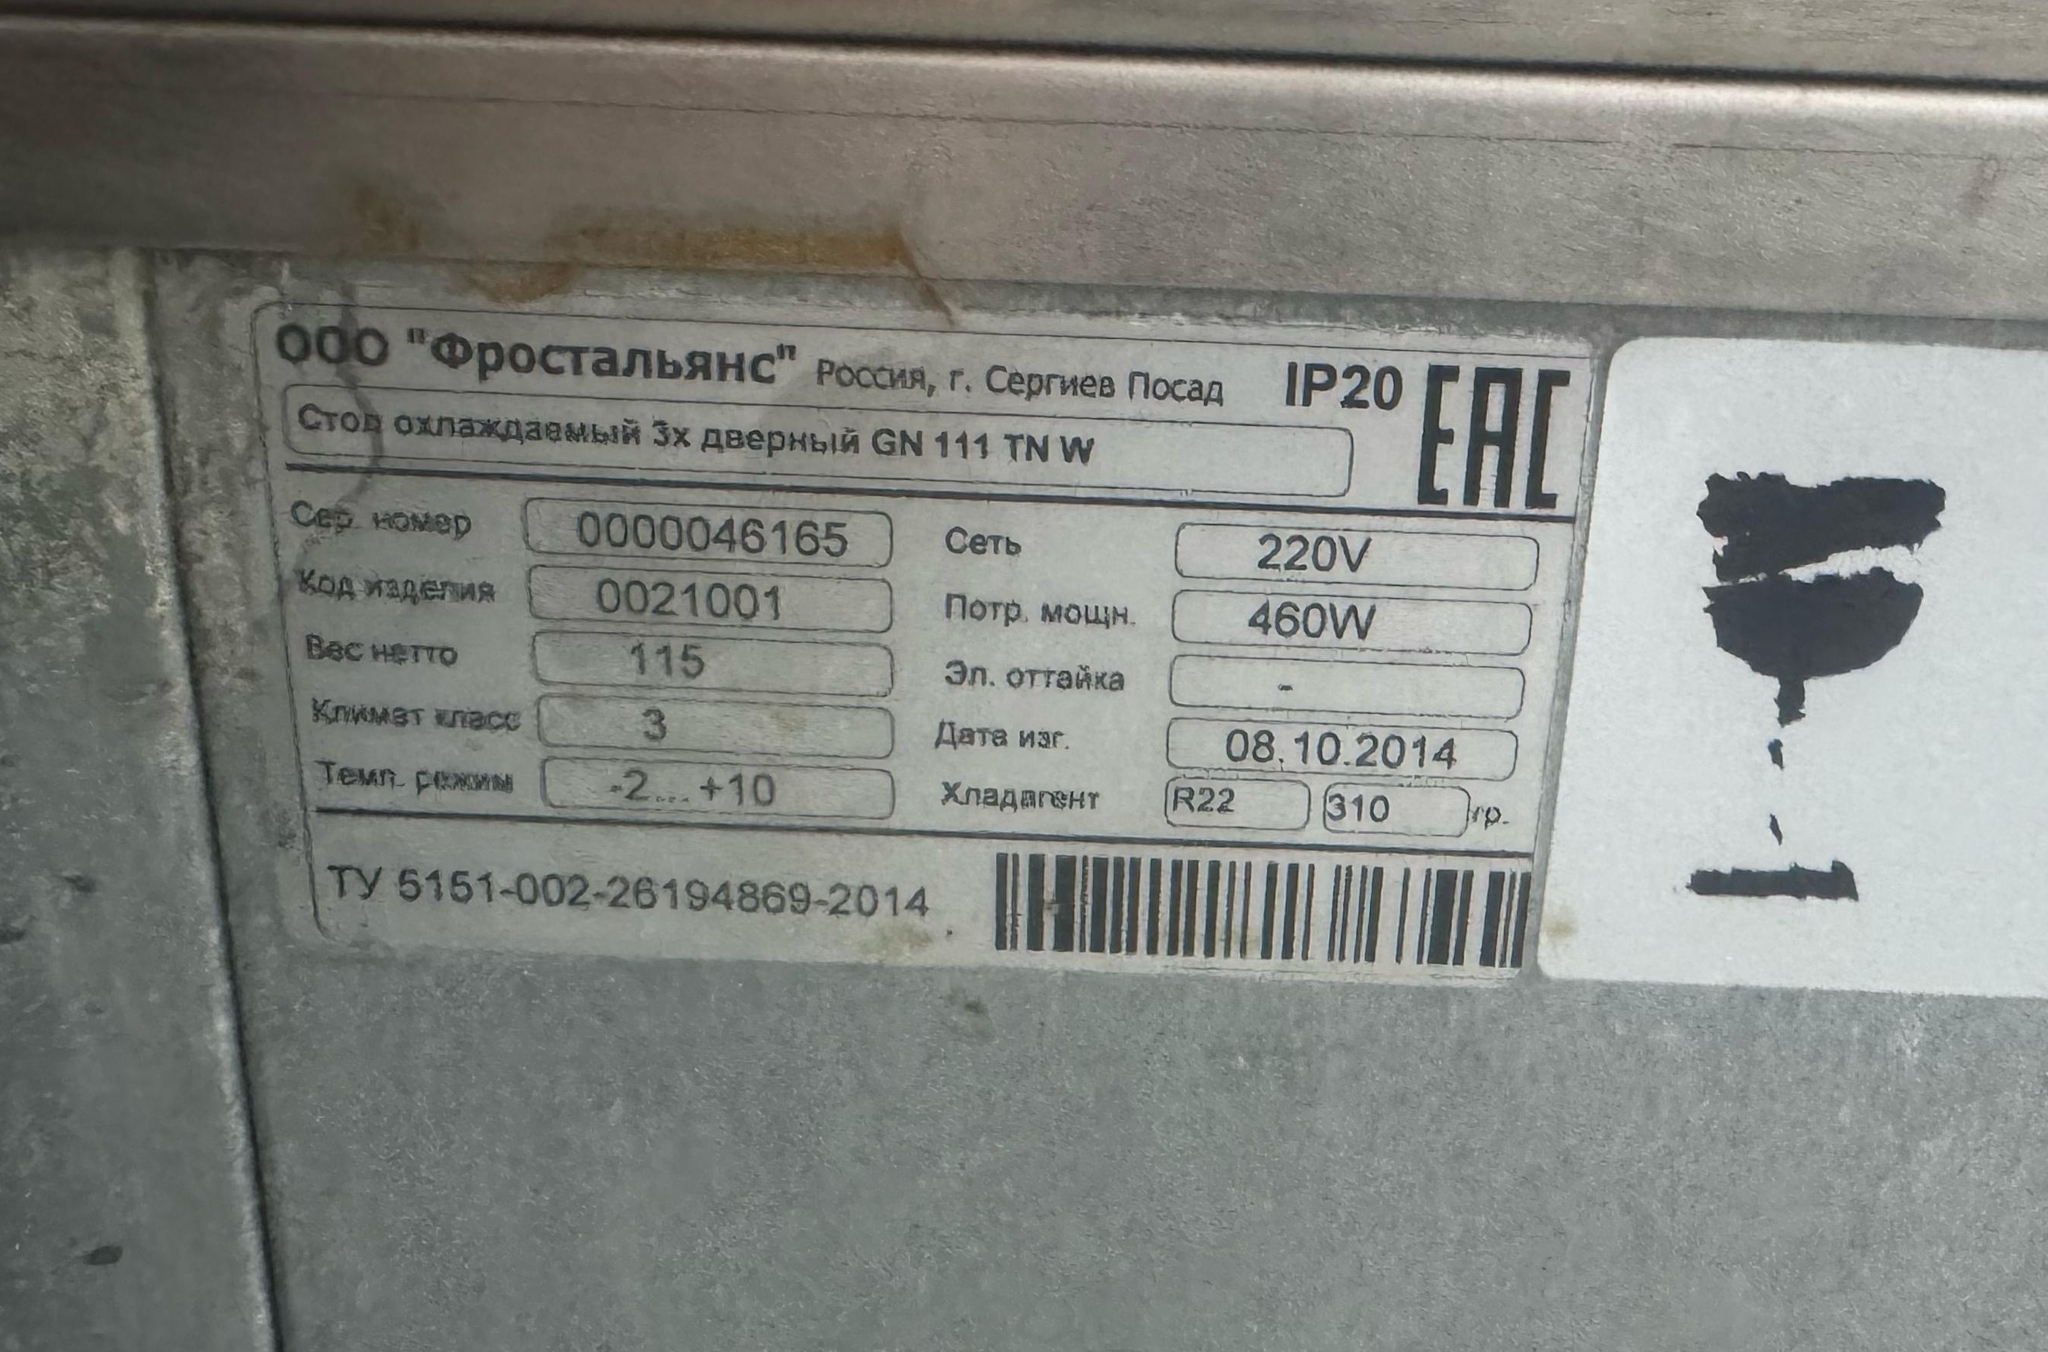 ООО "Фростальянс" Россия, г. Сергиев Посад IP20 EAC
Стол охлаждаемый 3х дверный GN 111 TN W
Сер. номер 0000046165 Сеть 220V
Код изделия 0021001 Потр. мощн. 460W
Вес нетто 115 Эл. оттайка -
Климат класс 3 Дата изг. 08.10.2014
Темп. режим -2... +10 Хладагент R22 310 гр.
ТУ 5151-002-26194869-2014